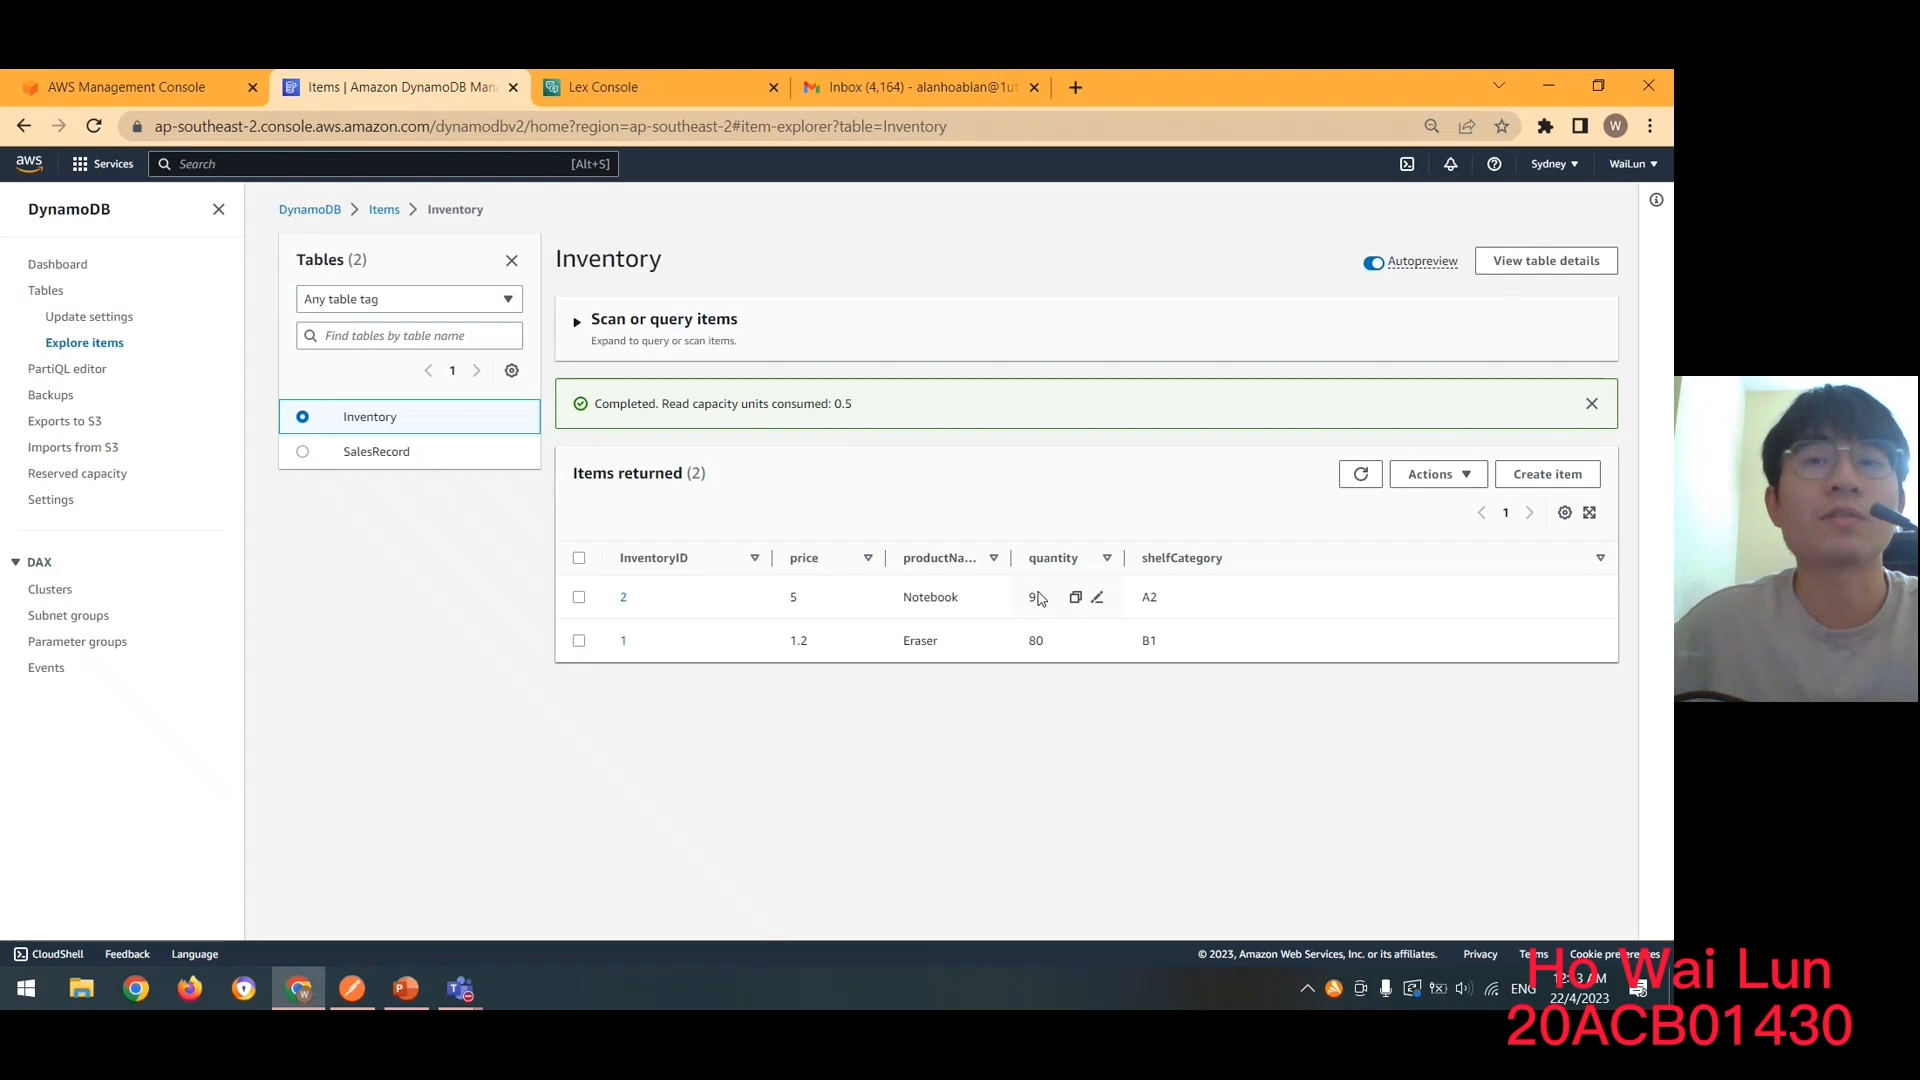 AWS Management Console
Items | Amazon DynamoDB Man
Lex Console
Inbox (4,164) - alanhoablan@1ut
ap-southeast-2.console.aws.amazon.com/dynamodbv2/home?region=ap-southeast-2#item-explorer?table=Inventory
W
aws
Services
Search
[Alt+S]
Sydney
WaiLun
DynamoDB
Dashboard
Tables
Update settings
Explore items
PartiQL editor
Backups
Exports to S3
Imports from S3
Reserved capacity
Settings
DAX
Clusters
Subnet groups
Parameter groups
Events
DynamoDB
Items
Inventory
Tables (2)
Any table tag
Find tables by table name
1
Inventory
SalesRecord
Inventory
Autopreview
View table details
Scan or query items
Expand to query or scan items.
Completed. Read capacity units consumed: 0.5
Items returned (2)
Actions
Create item
1
InventoryID price productNa... quantity shelfCategory
2 5 Notebook A2
1 1.2 Eraser 80 B1
CloudShell
Feedback
Language
© 2023, Amazon Web Services, Inc. or its affiliates.
Privacy
Terms
Cookie preferences
ENG
AM
22/4/2023
Ho Wai Lun
20ACB01430